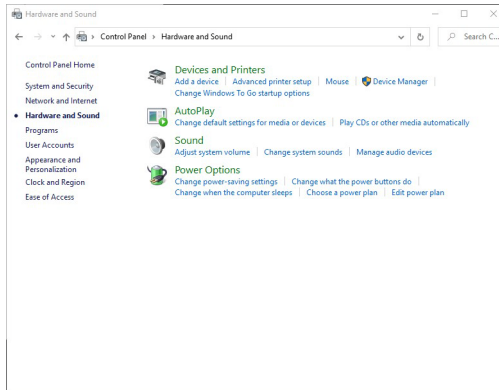 Hardware and Sound
Control Panel > Hardware and Sound
Search C...
Control Panel Home
System and Security
Network and Internet
Hardware and Sound
Programs
User Accounts
Appearance and
Personalization
Clock and Region
Ease of Access
Devices and Printers
Add a device | Advanced printer setup | Mouse | Device Manager |
Change Windows To Go startup options
AutoPlay
Change default settings for media or devices | Play CDs or other media automatically
Sound
Adjust system volume | Change system sounds | Manage audio devices
Power Options
Change power-saving settings | Change what the power buttons do |
Change when the computer sleeps | Choose a power plan | Edit power plan